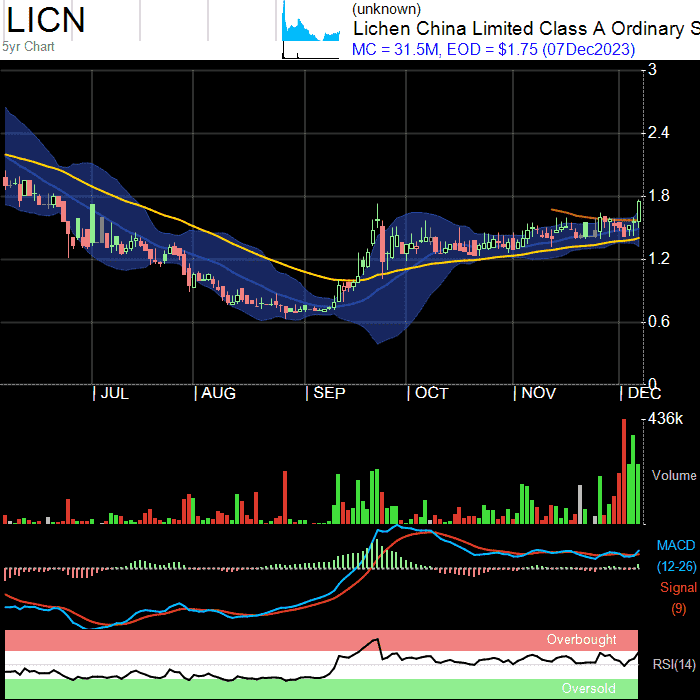 LICN
5yr Chart
(unknown)
Lichen China Limited Class A Ordinary S
MC = 31.5M, EOD = $1.75 (07Dec2023)
3
2.4
1.8
1.2
0.6
0
JUL AUG SEP OCT NOV DEC
436k
Volume
MACD
(12-26)
Signal
(9)
Overbought
RSI(14)
Oversold